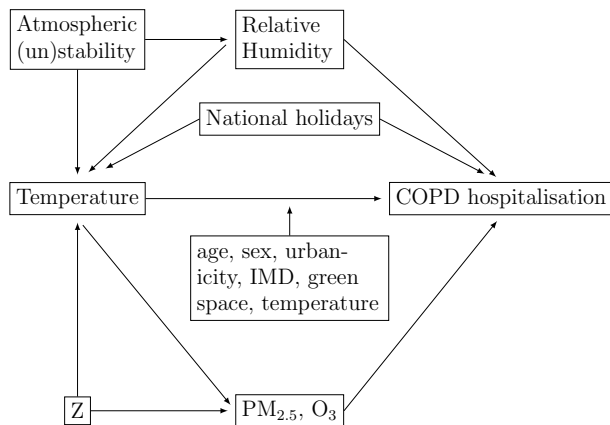 Atmospheric
(un)stability
Relative
Humidity
National holidays
Temperature
COPD hospitalisation
age, sex, urban-
icity, IMD, green
space, temperature
Z
PM₂.₅, O₃